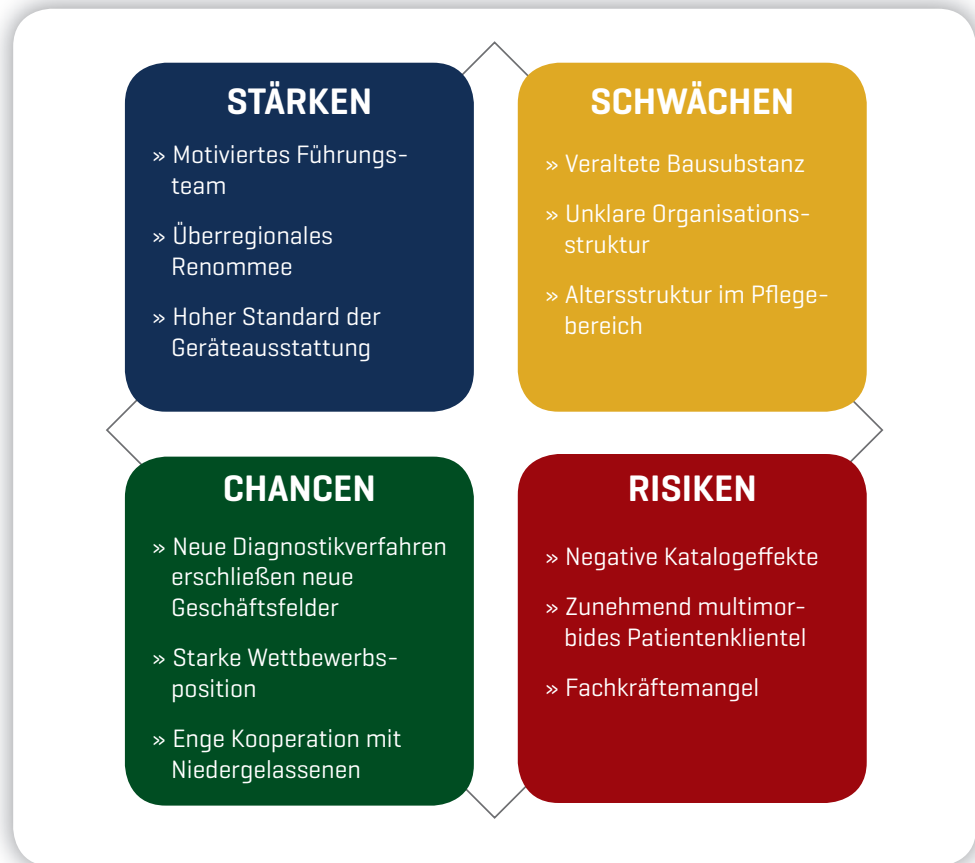 STÄRKEN
» Motiviertes Führungs-
team
» Überregionales
Renommee
» Hoher Standard der
Geräteausstattung
SCHWÄCHEN
» Veraltete Bausubstanz
» Unklare Organisations-
struktur
» Altersstruktur im Pflege-
bereich
CHANCEN
» Neue Diagnostikverfahren
erschließen neue
Geschäftsfelder
» Starke Wettbewerbs-
position
» Enge Kooperation mit
Niedergelassenen
RISIKEN
» Negative Katalogeffekte
» Zunehmend multimor-
bides Patientenklientel
» Fachkräftemangel